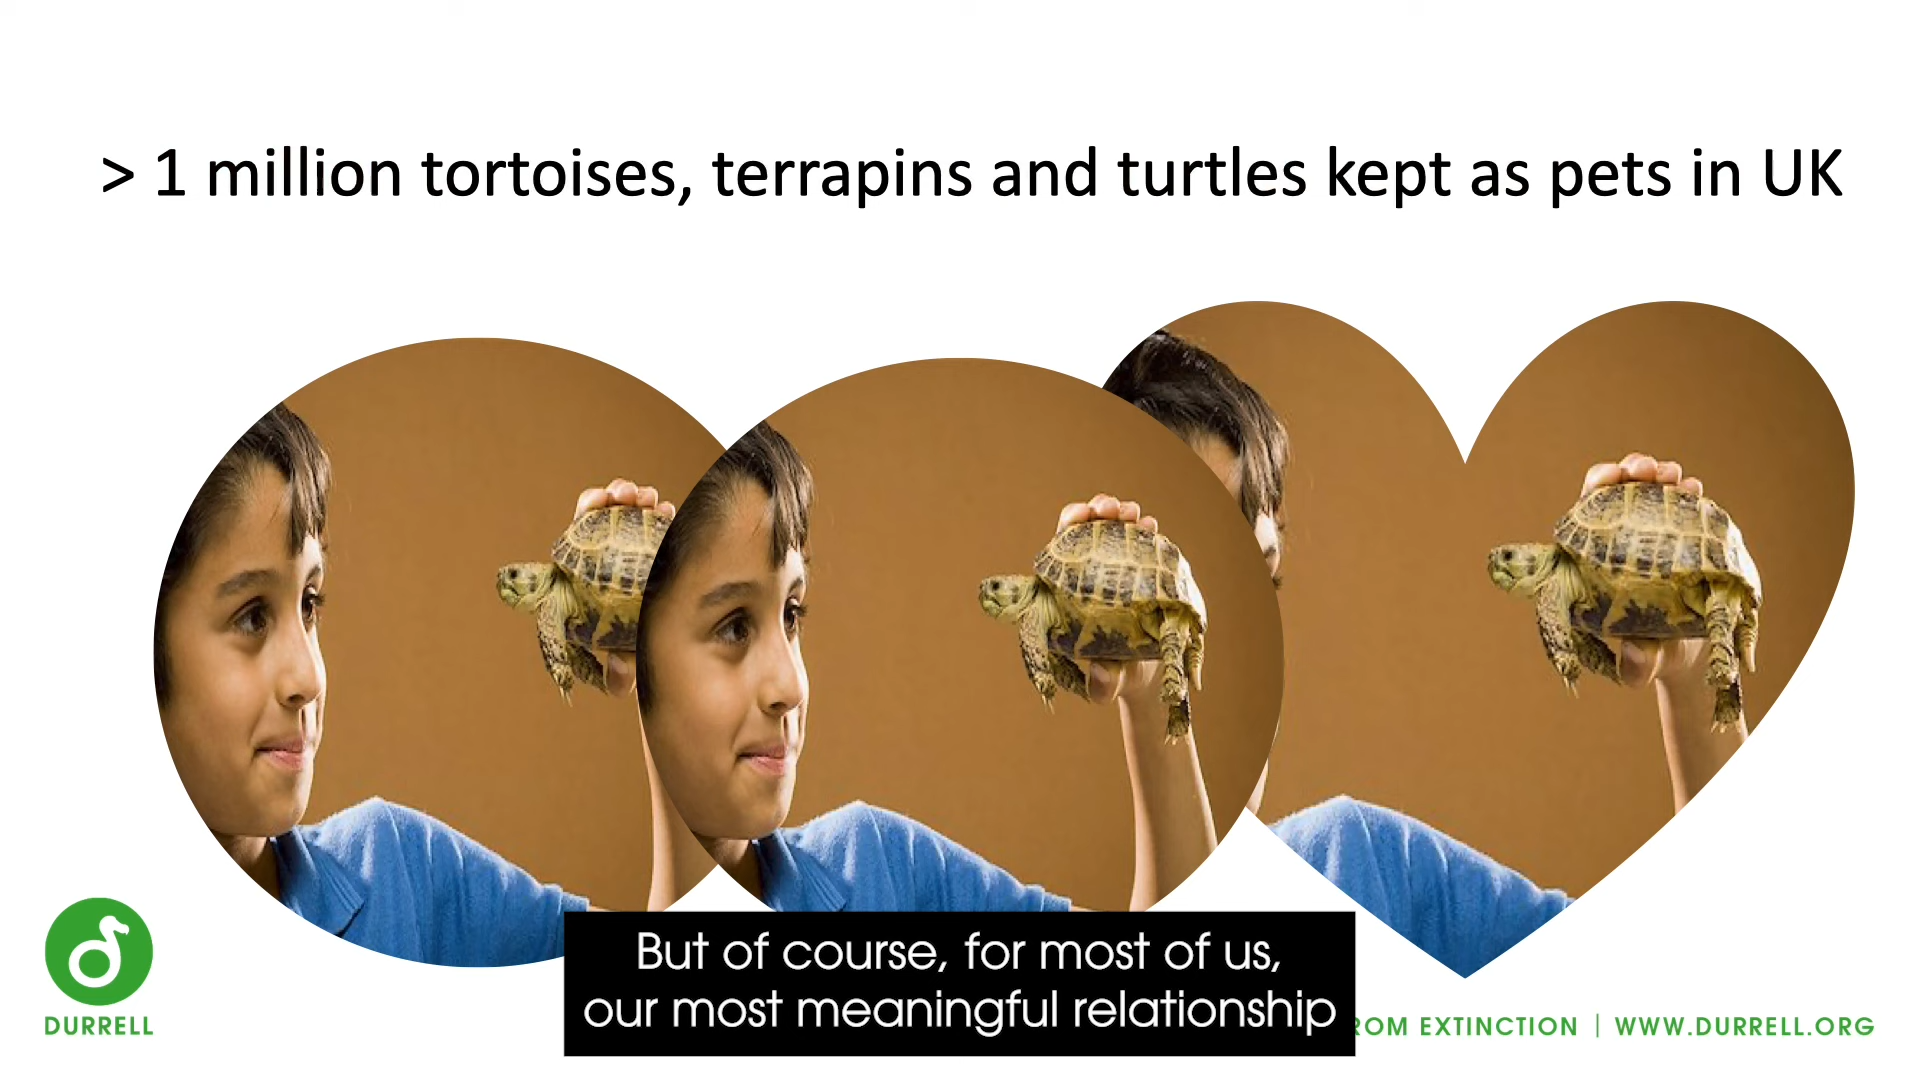 > 1 million tortoises, terrapins and turtles kept as pets in UK
But of course, for most of us,
our most meaningful relationship
DURRELL
EXTINCTION | WWW.DURRELL.ORG